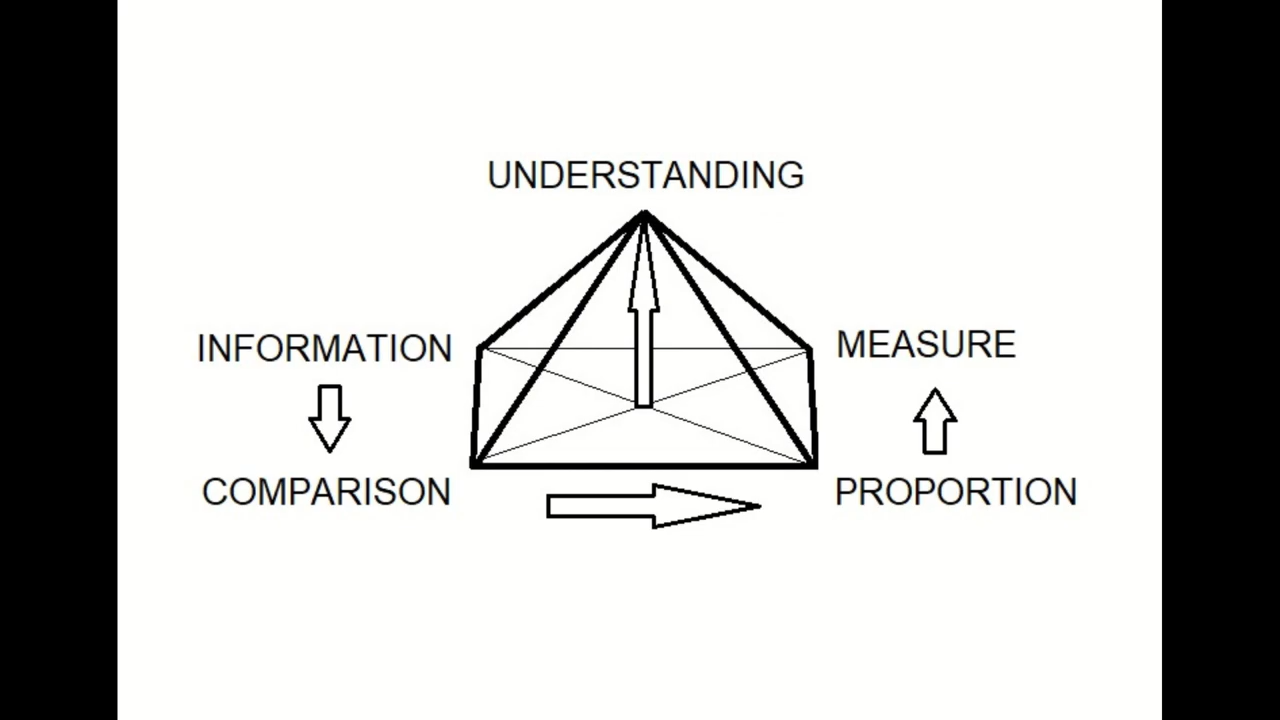 UNDERSTANDING
INFORMATION
MEASURE
COMPARISON
PROPORTION